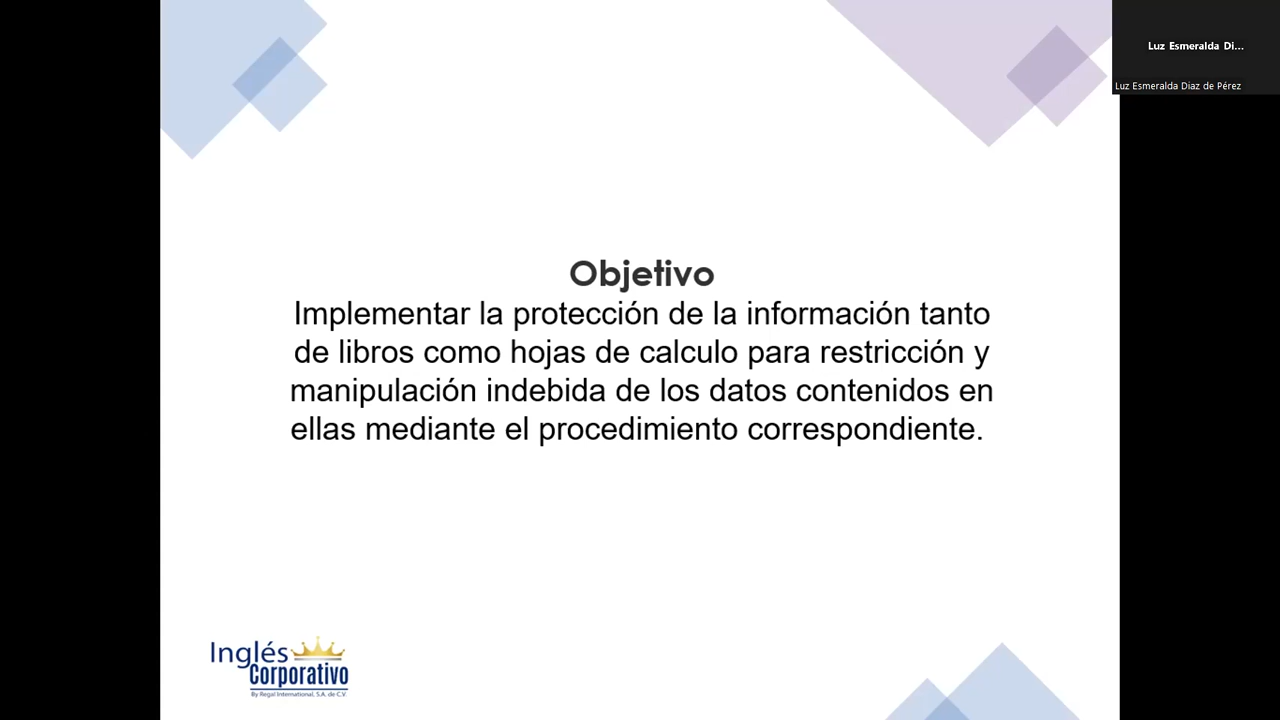 Luz Esmeralda Di...
Luz Esmeralda Diaz de Pérez
Objetivo
Implementar la protección de la información tanto
de libros como hojas de calculo para restricción y
manipulación indebida de los datos contenidos en
ellas mediante el procedimiento correspondiente.
Inglés
Corporativo
By Regal International, S.A. de C.V.